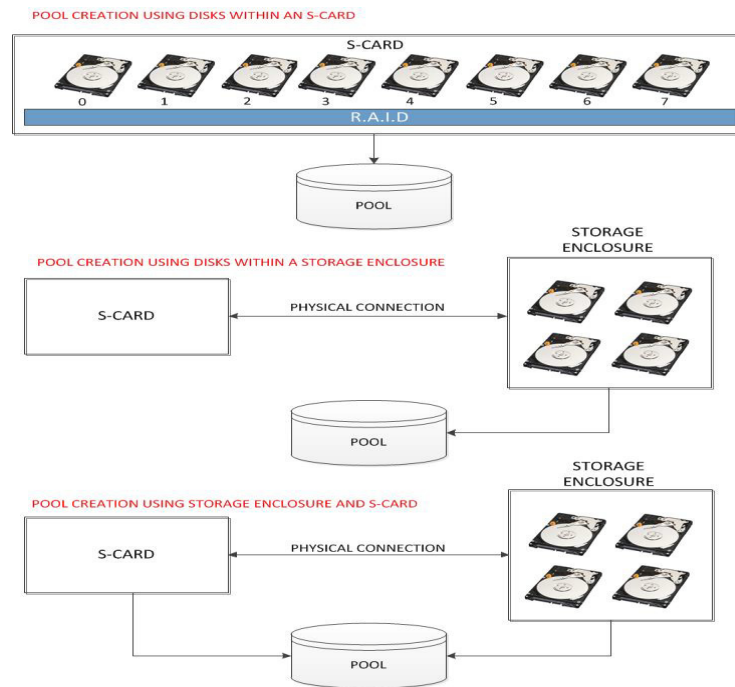 POOL CREATION USING DISKS WITHIN AN S-CARD
S-CARD
0 1 2 3 4 5 6 7
R.A.I.D
POOL
STORAGE
ENCLOSURE
POOL CREATION USING DISKS WITHIN A STORAGE ENCLOSURE
S-CARD
PHYSICAL CONNECTION
POOL
STORAGE
ENCLOSURE
POOL CREATION USING STORAGE ENCLOSURE AND S-CARD
S-CARD
PHYSICAL CONNECTION
POOL